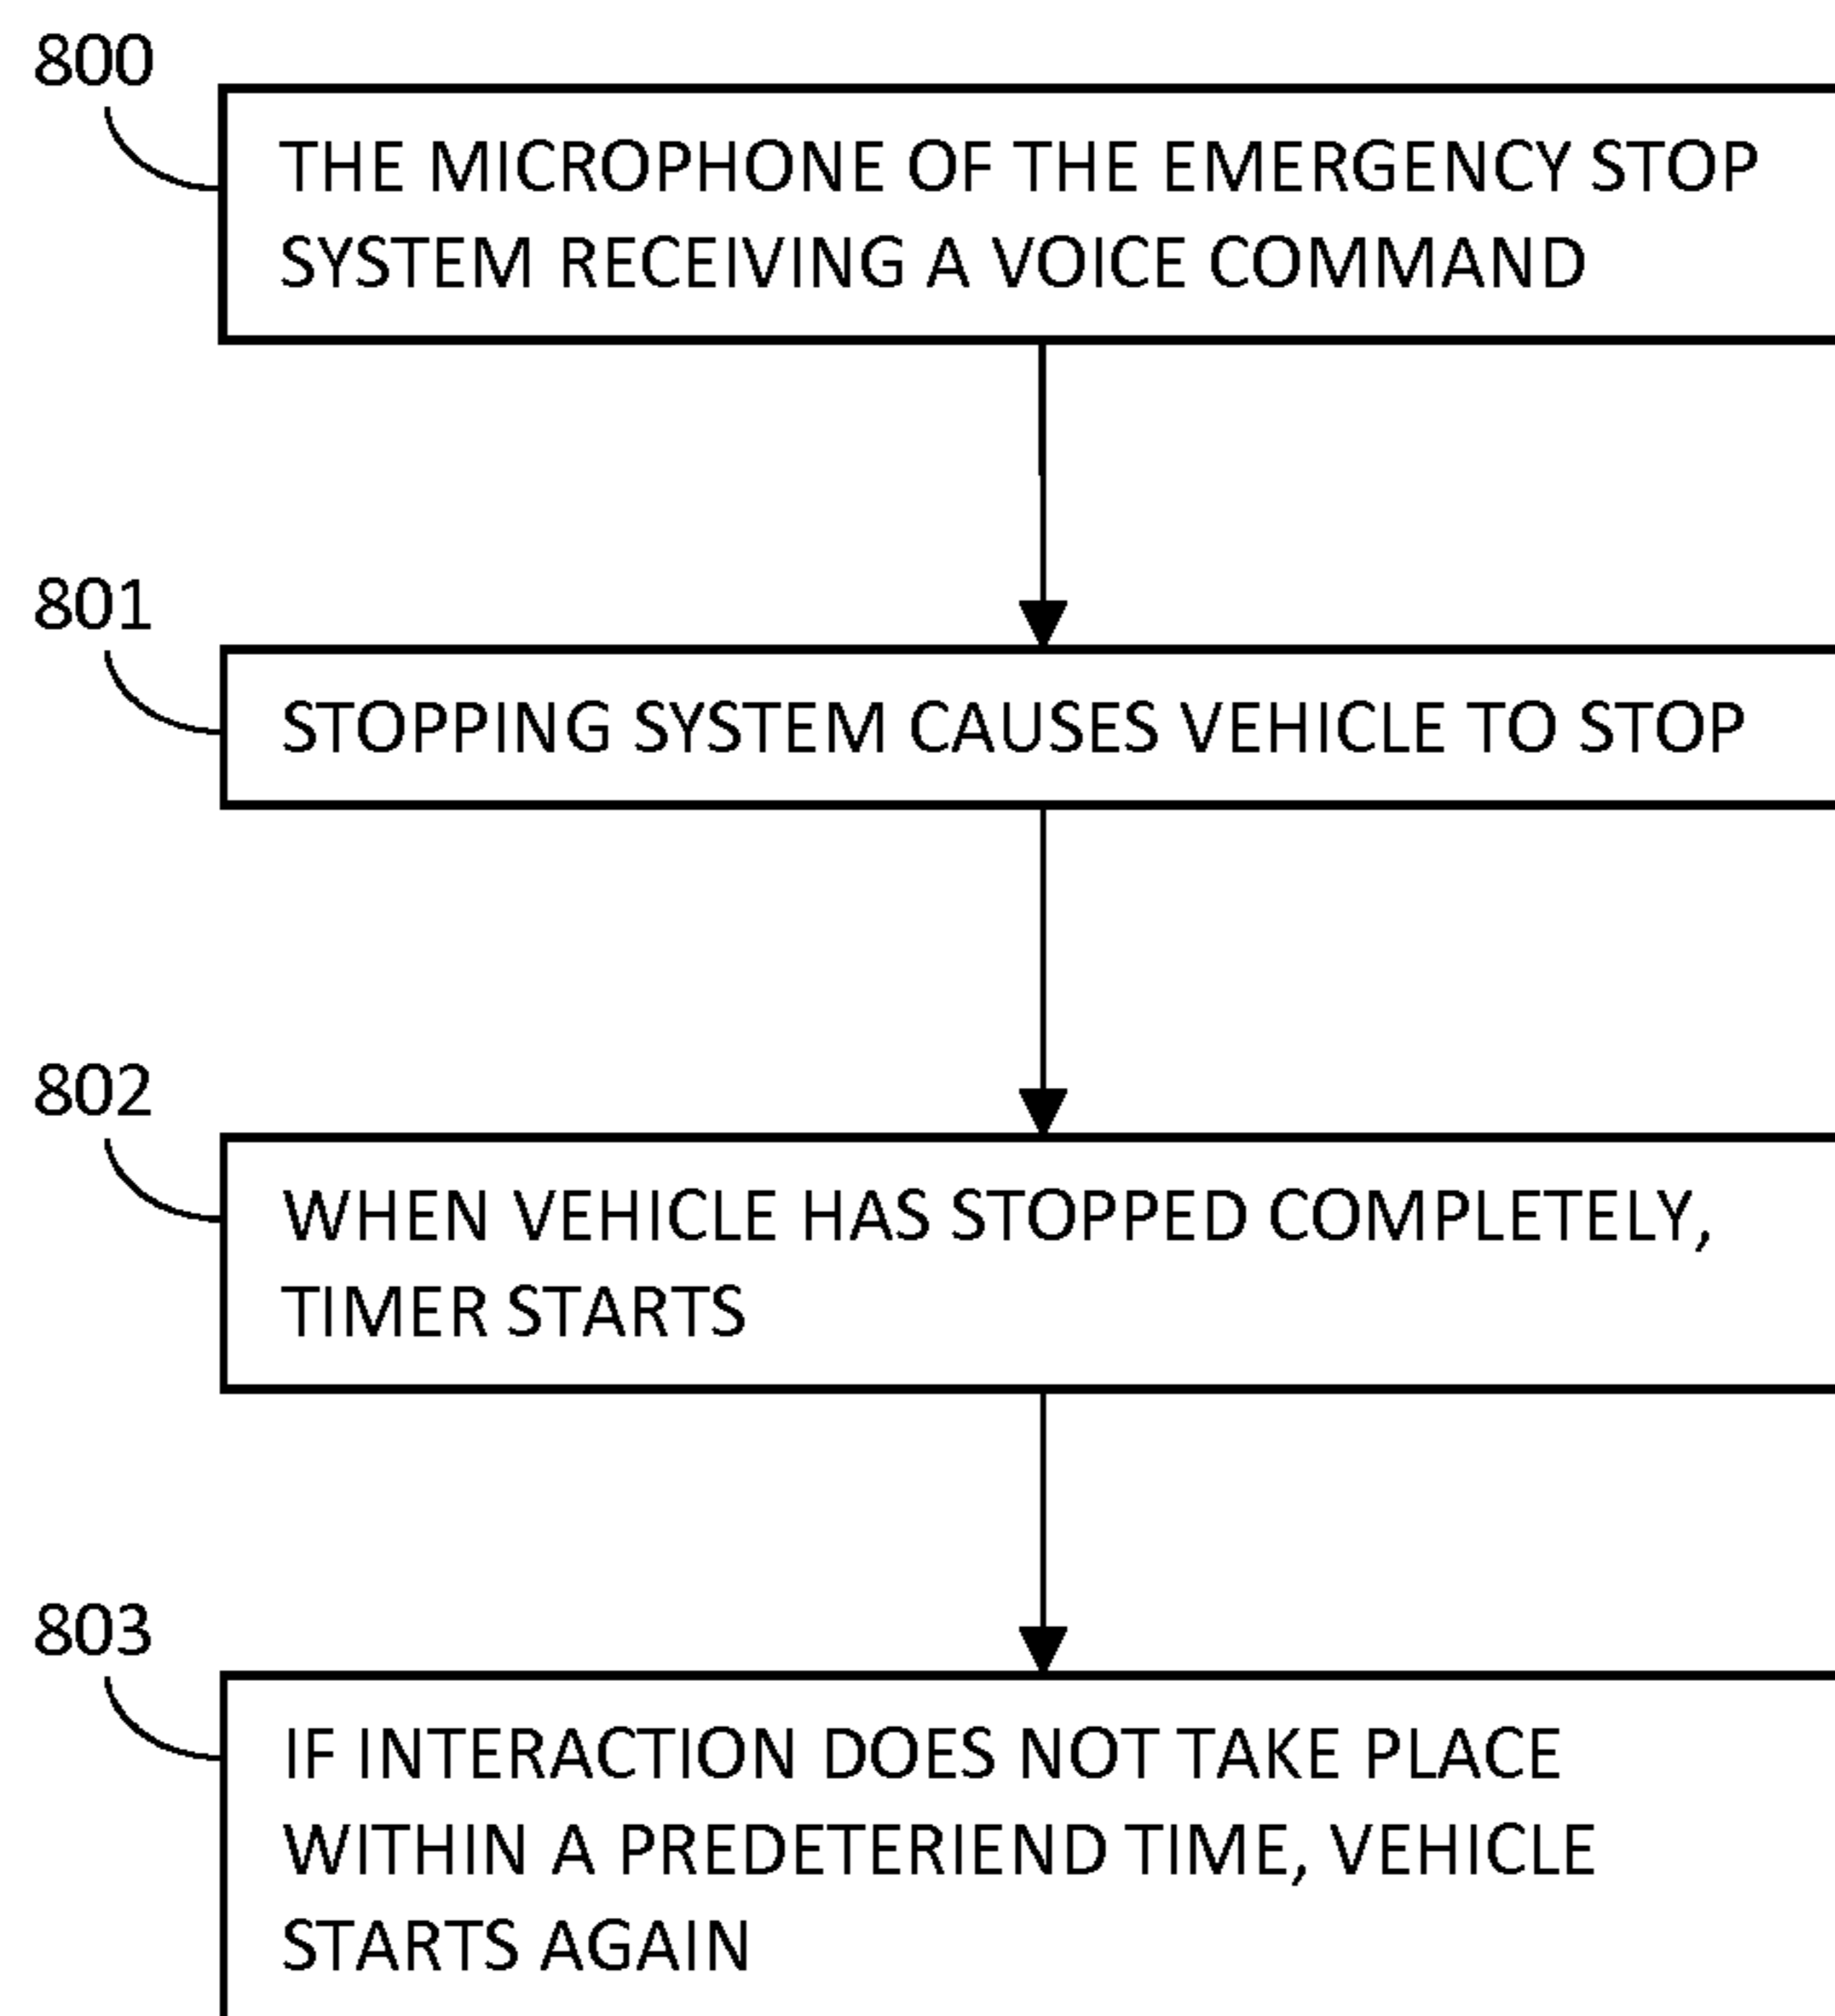 800
THE MICROPHONE OF THE EMERGENCY STOP
SYSTEM RECEIVING A VOICE COMMAND
801
STOPPING SYSTEM CAUSES VEHICLE TO STOP
802
WHEN VEHICLE HAS STOPPED COMPLETELY,
TIMER STARTS
803
IF INTERACTION DOES NOT TAKE PLACE
WITHIN A PREDETERIEND TIME, VEHICLE
STARTS AGAIN